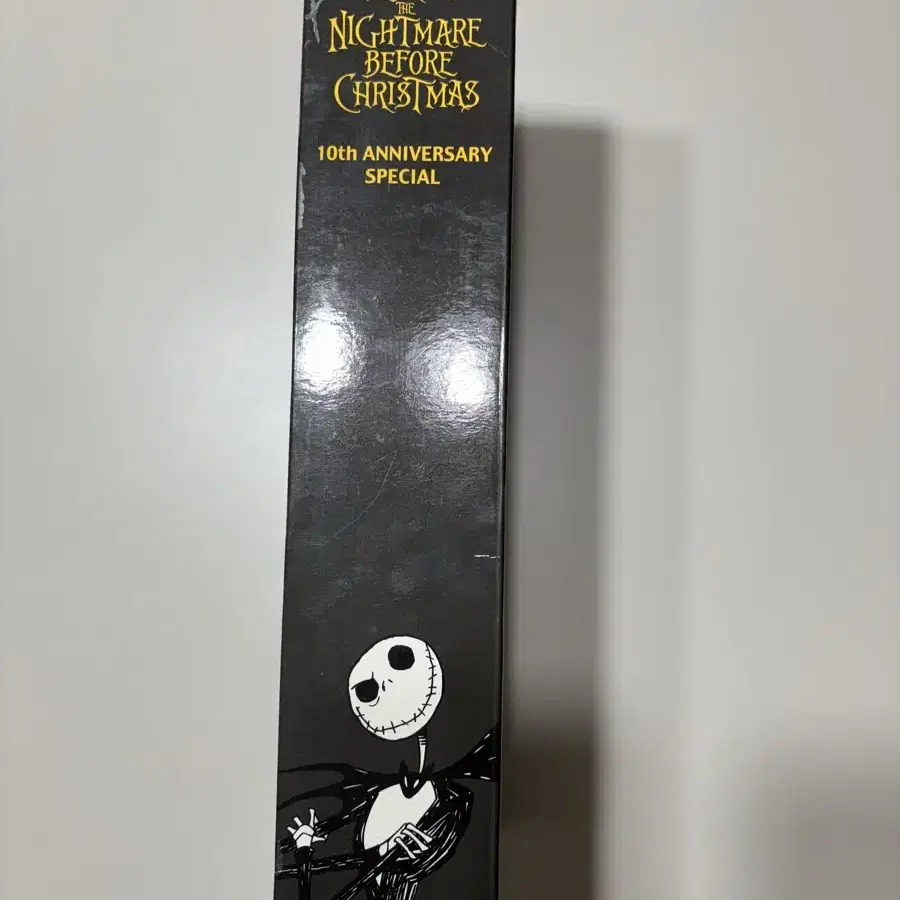 THE
NIGHTMARE
BEFORE
CHRISTMAS
10th ANNIVERSARY
SPECIAL